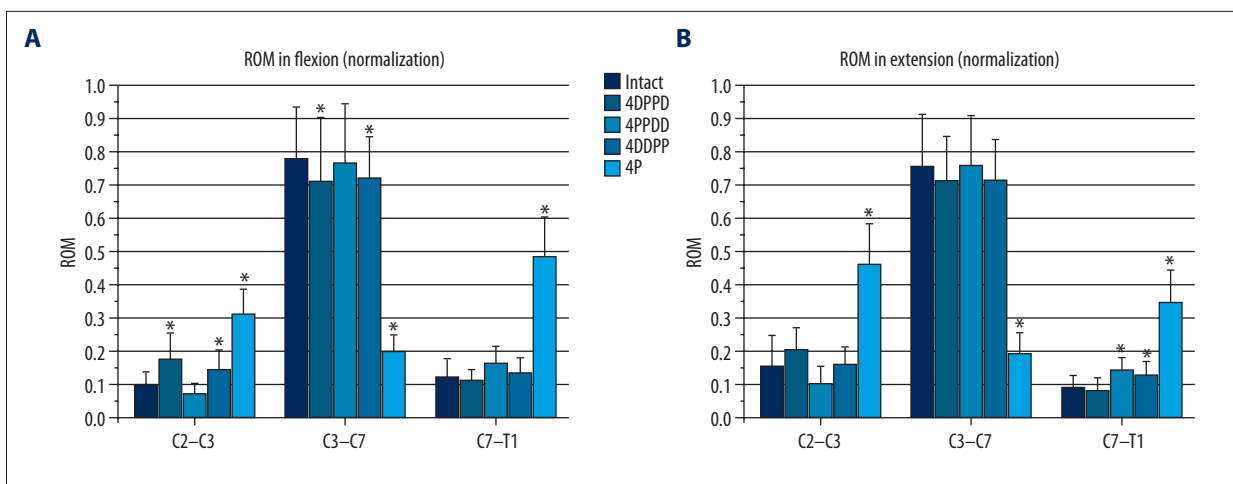 A
ROM in flexion (normalization)
1.0
0.9
0.8
0.7
0.6
0.5
0.4
0.3
0.2
0.1
0.0
ROM
*
*
*
*
*
*
*
C2–C3
C3–C7
C7–T1
Intact
4DPPD
4PPDD
4DDPP
4P
B
ROM in extension (normalization)
1.0
0.9
0.8
0.7
0.6
0.5
0.4
0.3
0.2
0.1
0.0
ROM
*
*
*
*
*
C2–C3
C3–C7
C7–T1